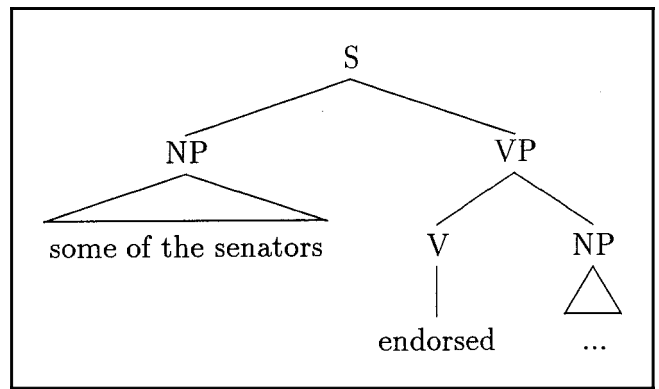 S
NP VP
some of the senators V NP
endorsed ...